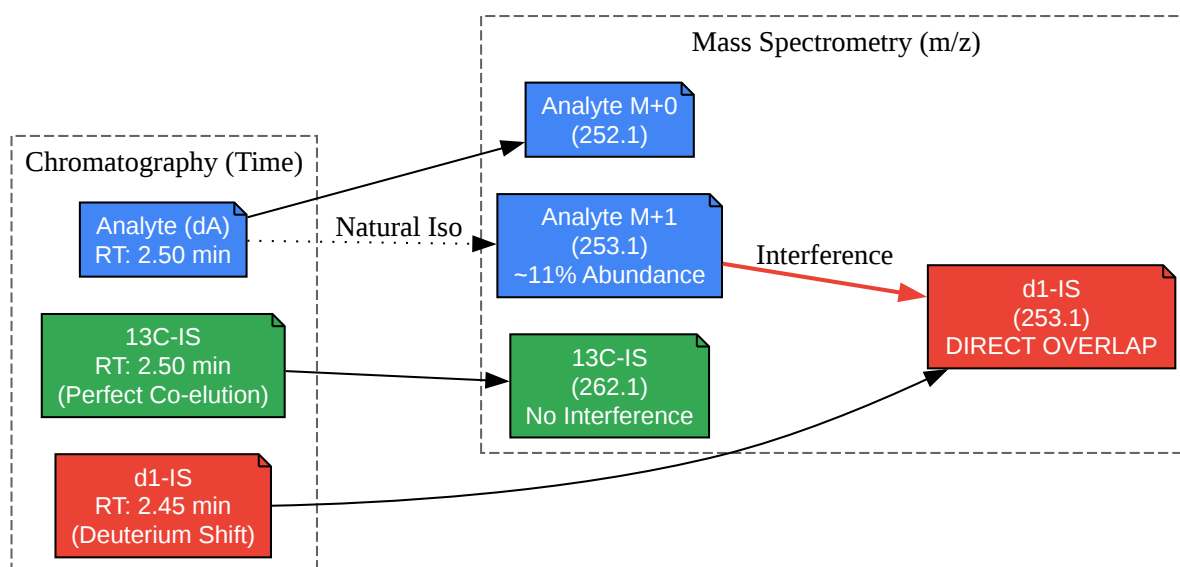 Chromatography (Time)
Analyte (dA)
RT: 2.50 min
13C-IS
RT: 2.50 min
(Perfect Co-elution)
d1-IS
RT: 2.45 min
(Deuterium Shift)
Natural Iso
Mass Spectrometry (m/z)
Analyte M+0
(252.1)
Analyte M+1
(253.1)
~11% Abundance
13C-IS
(262.1)
No Interference
Interference
d1-IS
(253.1)
DIRECT OVERLAP